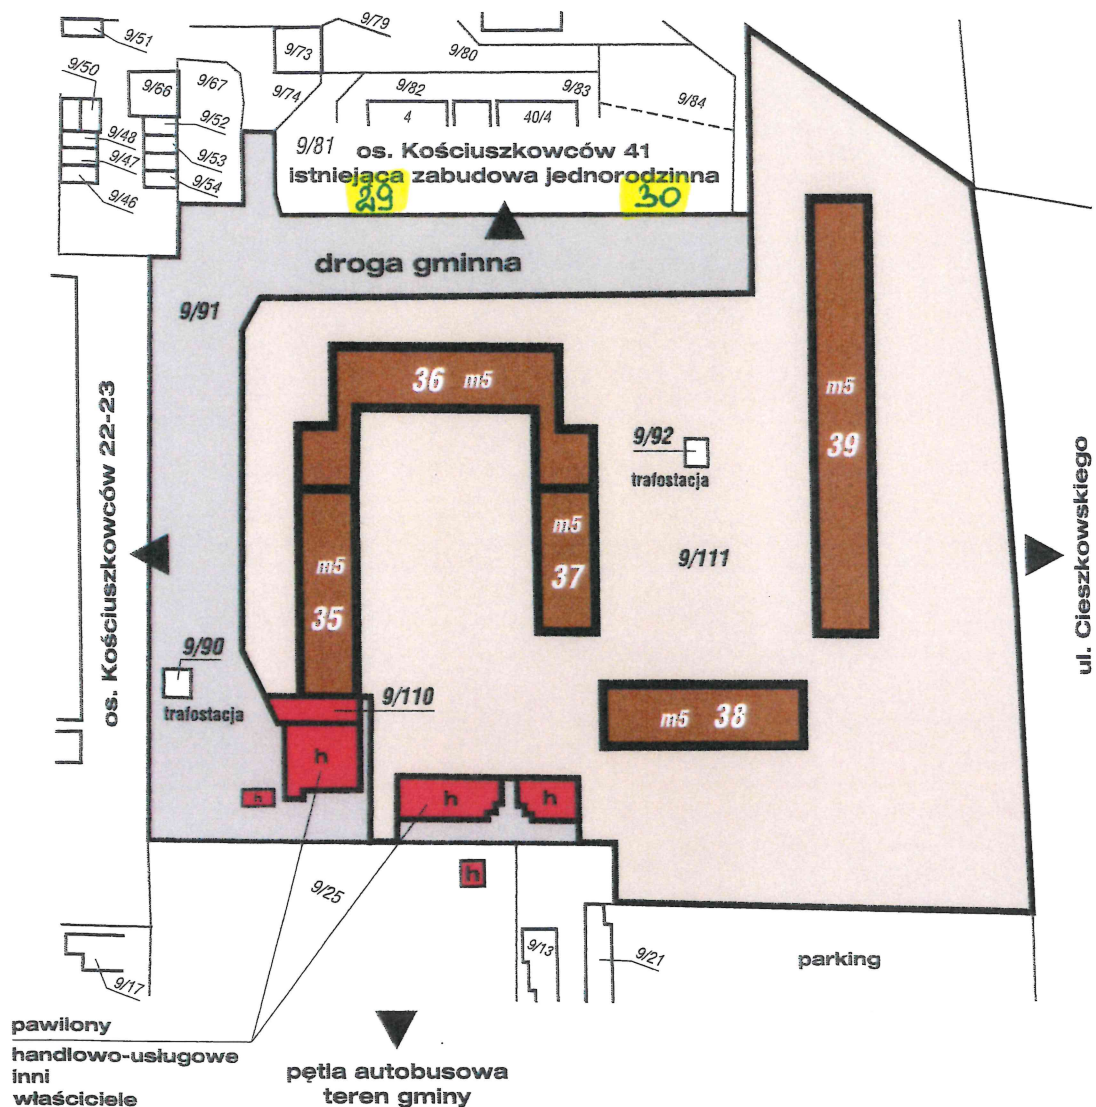 9/79
9/51
9/73
9/80
9/50
9/66
9/67
9/74
9/82
9/83
9/84
9/52
4
40/4
9/48
9/81
os. Kościuszkowców 41
9/53
9/47
istniejąca zabudowa jednorodzinna
9/54
9/46
29
30
droga gminna
9/91
36 m5
m5
39
9/92
trafostacja
os. Kościuszkowców 22-23
ul. Cieszkowskiego
m5
37
9/111
m5
35
9/90
trafostacja
9/110
m5 38
h
h
h
h
h
9/25
9/13
9/21
parking
9/17
pawilony
handlowo-usługowe
inni
właściciele
pętla autobusowa
teren gminy